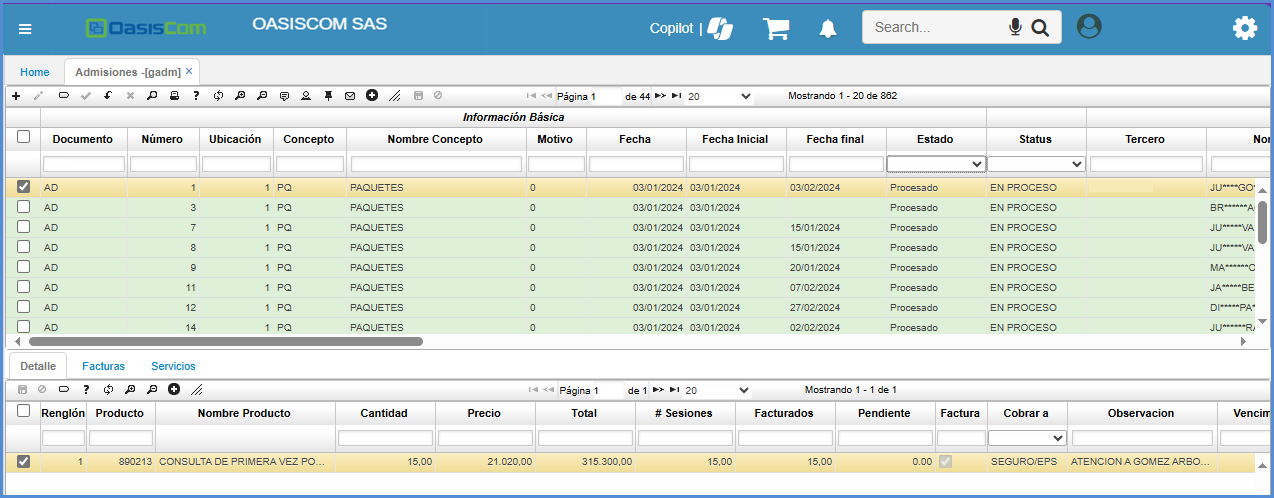 OasisCom OASISCOM SAS Copilot | Search...
Home Admisiones -[gadm] ×
Página 1 de 44 20 Mostrando 1 - 20 de 862
Información Básica
Documento Número Ubicación Concepto Nombre Concepto Motivo Fecha Fecha Inicial Fecha final Estado Status Tercero
AD 1 1 PQ PAQUETES 0 03/01/2024 03/01/2024 03/02/2024 Procesado EN PROCESO JU****GO*
AD 3 1 PQ PAQUETES 0 03/01/2024 03/01/2024 Procesado EN PROCESO
AD 7 1 PQ PAQUETES 0 03/01/2024 03/01/2024 15/01/2024 Procesado EN PROCESO JU*****VA
AD 8 1 PQ PAQUETES 0 03/01/2024 03/01/2024 15/01/2024 Procesado EN PROCESO JU*****VA
AD 9 1 PQ PAQUETES 0 03/01/2024 03/01/2024 20/01/2024 Procesado EN PROCESO
AD 11 1 PQ PAQUETES 0 03/01/2024 03/01/2024 07/02/2024 Procesado EN PROCESO JA*****BE
AD 12 1 PQ PAQUETES 0 03/01/2024 03/01/2024 27/02/2024 Procesado EN PROCESO DI*****PA*
AD 14 1 PQ PAQUETES 0 03/01/2024 03/01/2024 02/02/2024 Procesado EN PROCESO
Detalle Facturas Servicios
Página 1 de 1 20 Mostrando 1 - 1 de 1
Renglón Producto Nombre Producto Cantidad Precio Total # Sesiones Facturados Pendiente Factura Cobrar a Observacion
1 890213 CONSULTA DE PRIMERA VEZ PO... 15,00 21.020,00 315.300,00 15,00 15,00 0.00 SEGURO/EPS ATENCION A GOMEZ ARBO...